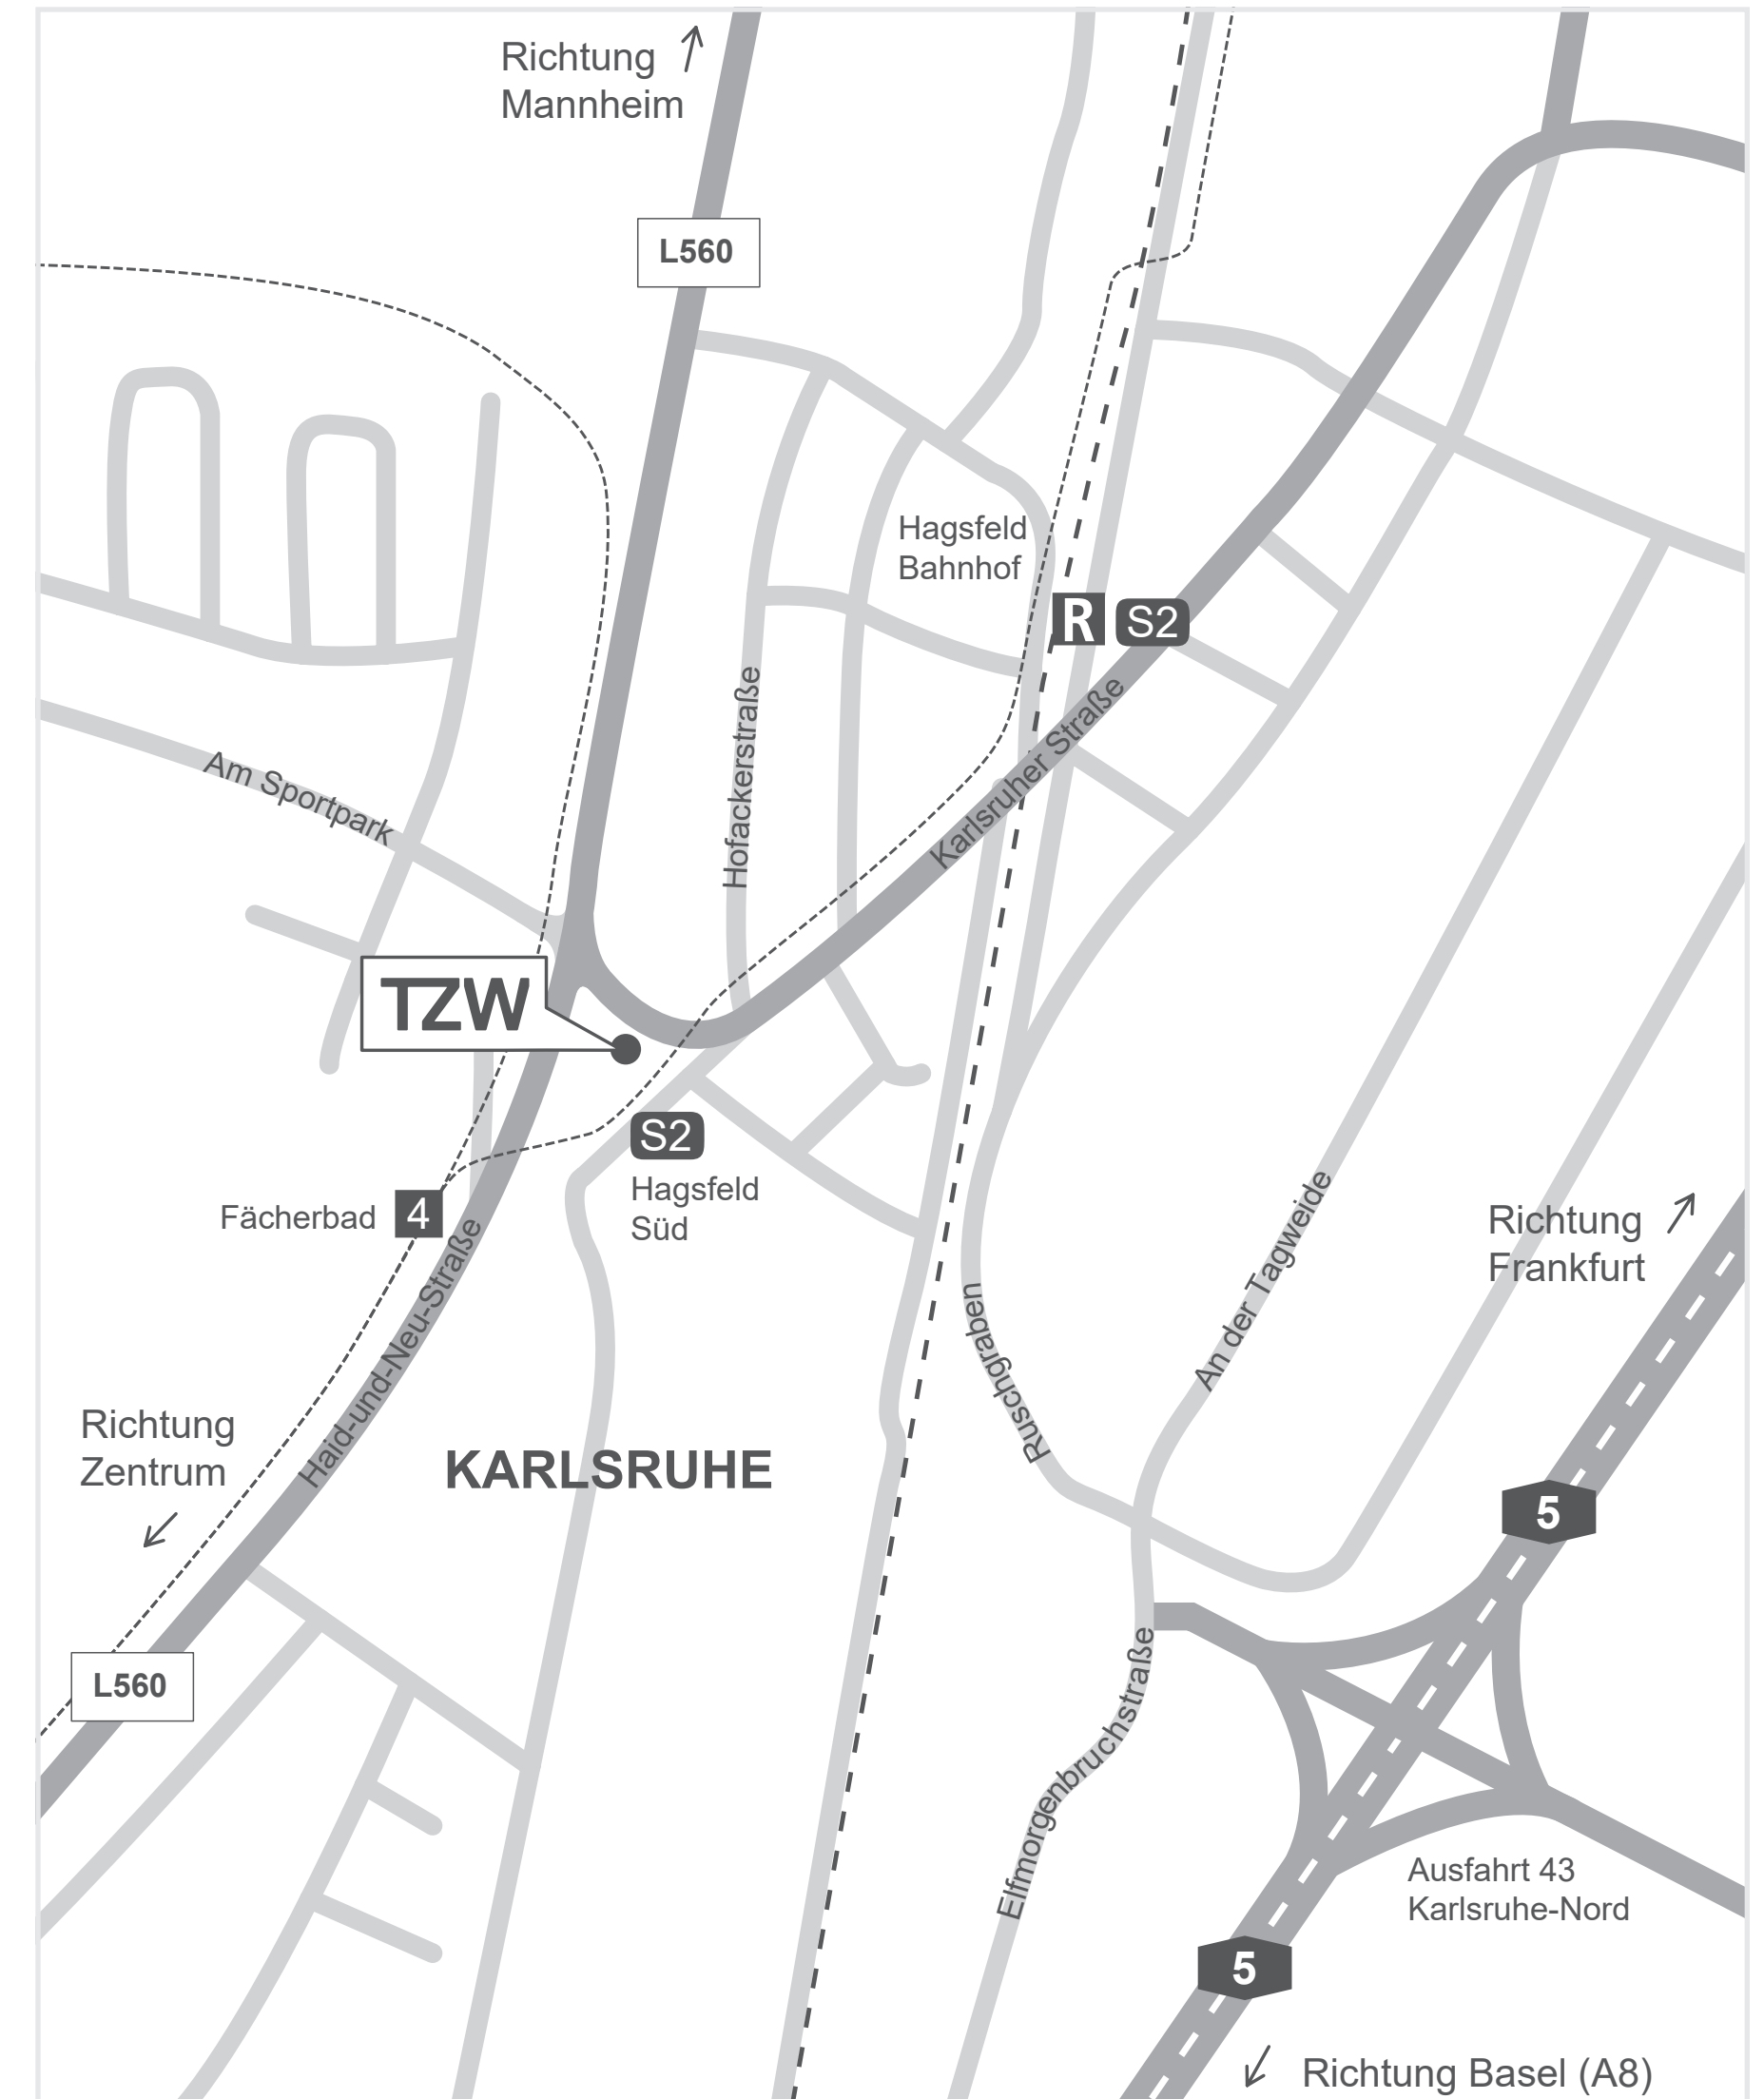 Richtung
Mannheim
L560
Hagsfeld
Bahnhof
R
S2
Karlsruher Straße
Hofackerstraße
Am Sportpark
TZW
S2
Hagsfeld
Süd
Fächerbad
4
Haid-und-Neu-Straße
An der Tagweide
Richtung
Frankfurt
Ruschgraben
Richtung
Zentrum
KARLSRUHE
5
L560
Elfmorgenbruchstraße
Ausfahrt 43
Karlsruhe-Nord
5
Richtung Basel (A8)